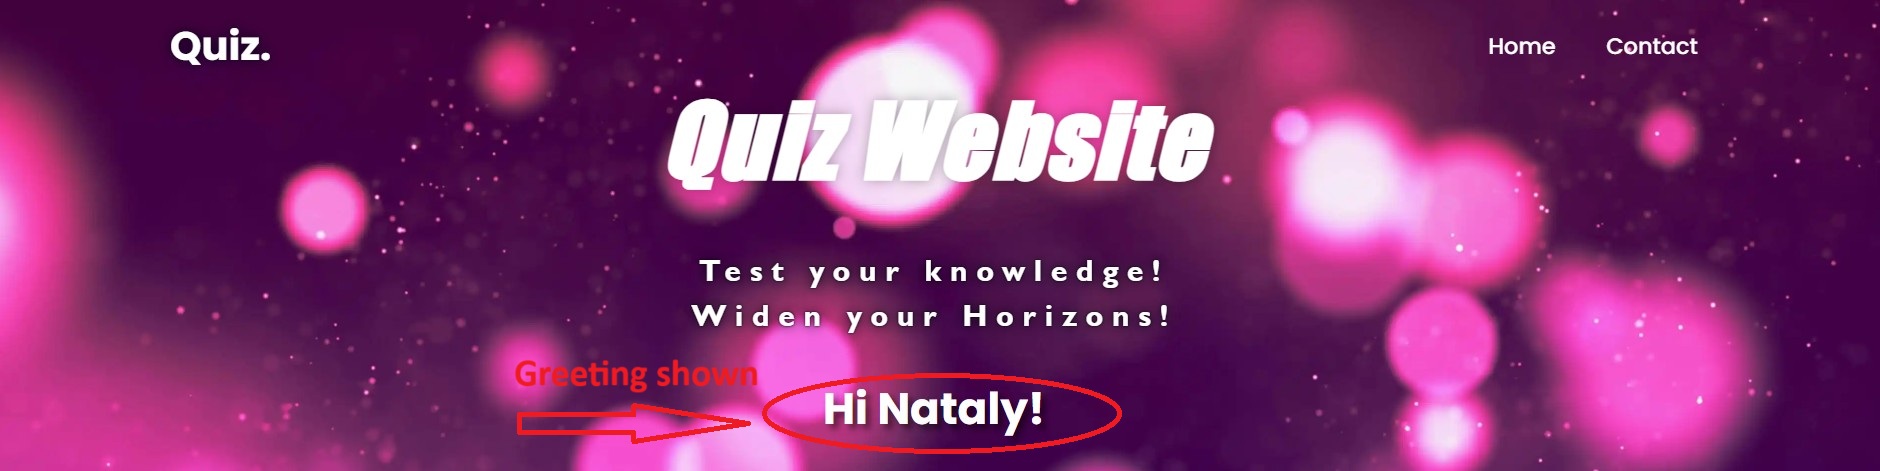 Quiz.
Home
Contact
Quiz Website
Test your knowledge!
Widen your Horizons!
Greeting shown
Hi Nataly!